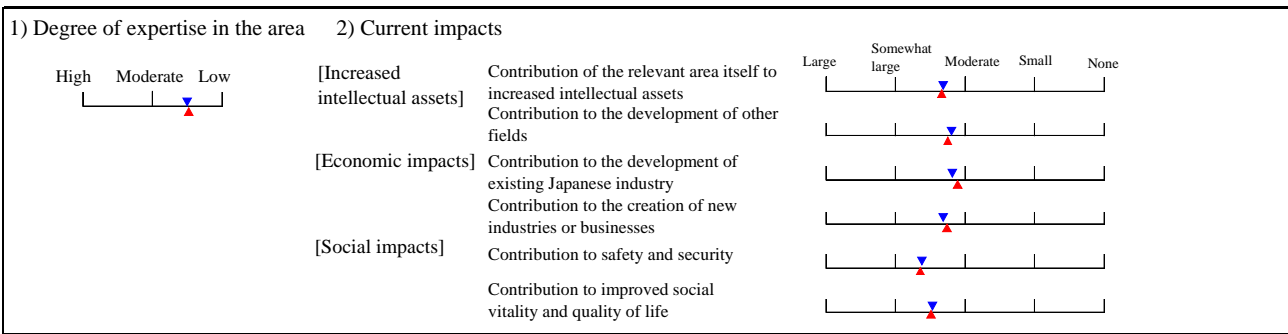 1) Degree of expertise in the area 2) Current impacts
High Moderate Low
[Increased
intellectual assets]
Contribution of the relevant area itself to
increased intellectual assets
Large
Somewhat
large
Moderate
Small
None
Contribution to the development of other
fields
[Economic impacts]
Contribution to the development of
existing Japanese industry
Contribution to the creation of new
industries or businesses
[Social impacts]
Contribution to safety and security
Contribution to improved social
vitality and quality of life